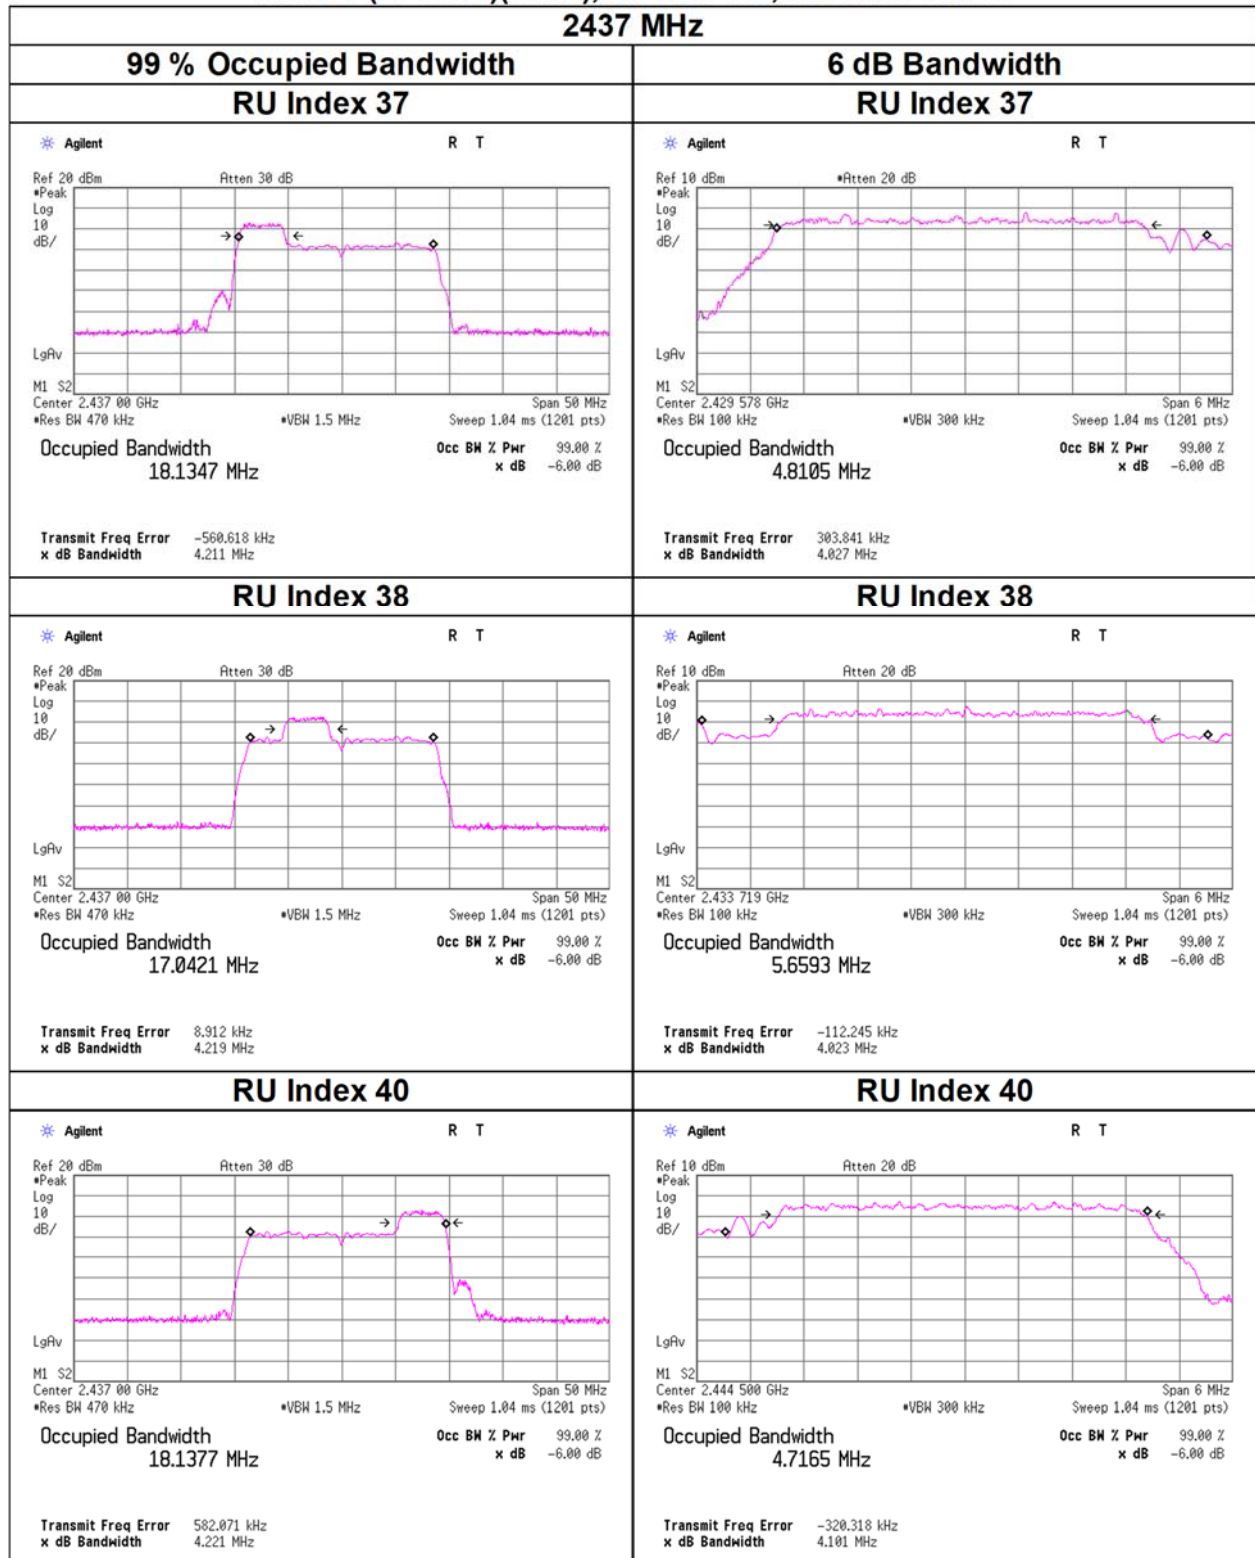 2437 MHz
99 % Occupied Bandwidth
6 dB Bandwidth
RU Index 37
RU Index 37
Agilent
R T
Ref 20 dBm
Atten 30 dB
#Peak
Log
10
dB/
LgAv
M1 S2
Center 2.437 00 GHz
Span 50 MHz
#Res BW 470 kHz
#VBW 1.5 MHz
Sweep 1.04 ms (1201 pts)
Occupied Bandwidth
18.1347 MHz
Occ BW % Pwr 99.00 %
x dB -6.00 dB
Transmit Freq Error -560.618 kHz
x dB Bandwidth 4.211 MHz
Agilent
R T
Ref 10 dBm
#Atten 20 dB
#Peak
Log
10
dB/
LgAv
M1 S2
Center 2.429 578 GHz
Span 6 MHz
#Res BW 100 kHz
#VBW 300 kHz
Sweep 1.04 ms (1201 pts)
Occupied Bandwidth
4.8105 MHz
Occ BW % Pwr 99.00 %
x dB -6.00 dB
Transmit Freq Error 303.841 kHz
x dB Bandwidth 4.027 MHz
RU Index 38
RU Index 38
Agilent
R T
Ref 20 dBm
Atten 30 dB
#Peak
Log
10
dB/
LgAv
M1 S2
Center 2.437 00 GHz
Span 50 MHz
#Res BW 470 kHz
#VBW 1.5 MHz
Sweep 1.04 ms (1201 pts)
Occupied Bandwidth
17.0421 MHz
Occ BW % Pwr 99.00 %
x dB -6.00 dB
Transmit Freq Error 8.912 kHz
x dB Bandwidth 4.219 MHz
Agilent
R T
Ref 10 dBm
Atten 20 dB
#Peak
Log
10
dB/
LgAv
M1 S2
Center 2.433 719 GHz
Span 6 MHz
#Res BW 100 kHz
#VBW 300 kHz
Sweep 1.04 ms (1201 pts)
Occupied Bandwidth
5.6593 MHz
Occ BW % Pwr 99.00 %
x dB -6.00 dB
Transmit Freq Error -112.245 kHz
x dB Bandwidth 4.023 MHz
RU Index 40
RU Index 40
Agilent
R T
Ref 20 dBm
Atten 30 dB
#Peak
Log
10
dB/
LgAv
M1 S2
Center 2.437 00 GHz
Span 50 MHz
#Res BW 470 kHz
#VBW 1.5 MHz
Sweep 1.04 ms (1201 pts)
Occupied Bandwidth
18.1377 MHz
Occ BW % Pwr 99.00 %
x dB -6.00 dB
Transmit Freq Error 582.071 kHz
x dB Bandwidth 4.221 MHz
Agilent
R T
Ref 10 dBm
Atten 20 dB
#Peak
Log
10
dB/
LgAv
M1 S2
Center 2.444 500 GHz
Span 6 MHz
#Res BW 100 kHz
#VBW 300 kHz
Sweep 1.04 ms (1201 pts)
Occupied Bandwidth
4.7165 MHz
Occ BW % Pwr 99.00 %
x dB -6.00 dB
Transmit Freq Error -320.318 kHz
x dB Bandwidth 4.101 MHz